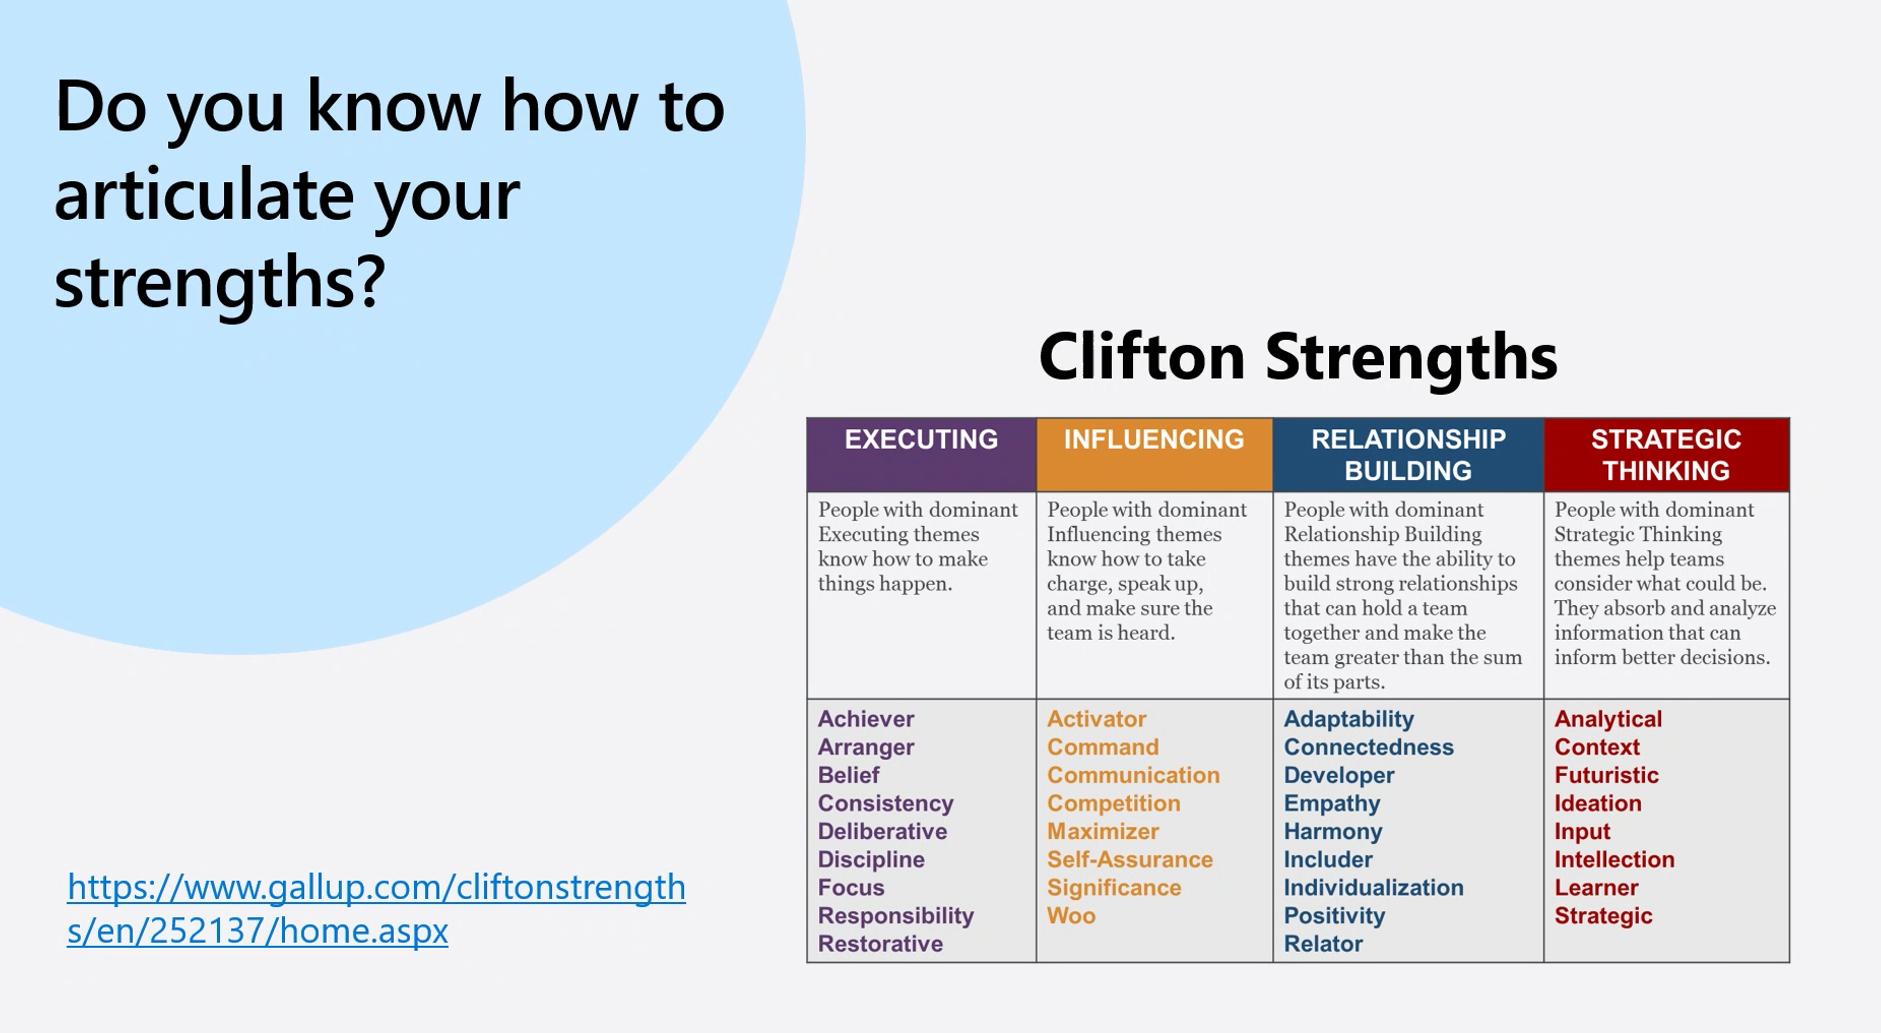 Do you know how to
articulate your
strengths?
https://www.gallup.com/cliftonstrength
s/en/252137/home.aspx
Clifton Strengths
EXECUTING
People with dominant
Executing themes
know how to make
things happen.
Achiever
Arranger
Belief
Consistency
Deliberative
Discipline
Focus
Responsibility
Restorative
INFLUENCING
People with dominant
Influencing themes
know how to take
charge, speak up,
and make sure the
team is heard.
Activator
Command
Communication
Competition
Maximizer
Self-Assurance
Significance
Woo
RELATIONSHIP
BUILDING
People with dominant
Relationship Building
themes have the ability to
build strong relationships
that can hold a team
together and make the
team greater than the sum
of its parts.
Adaptability
Connectedness
Developer
Empathy
Harmony
Includer
Individualization
Positivity
Relator
STRATEGIC
THINKING
People with dominant
Strategic Thinking
themes help teams
consider what could be.
They absorb and analyze
information that can
inform better decisions.
Analytical
Context
Futuristic
Ideation
Input
Intellection
Learner
Strategic